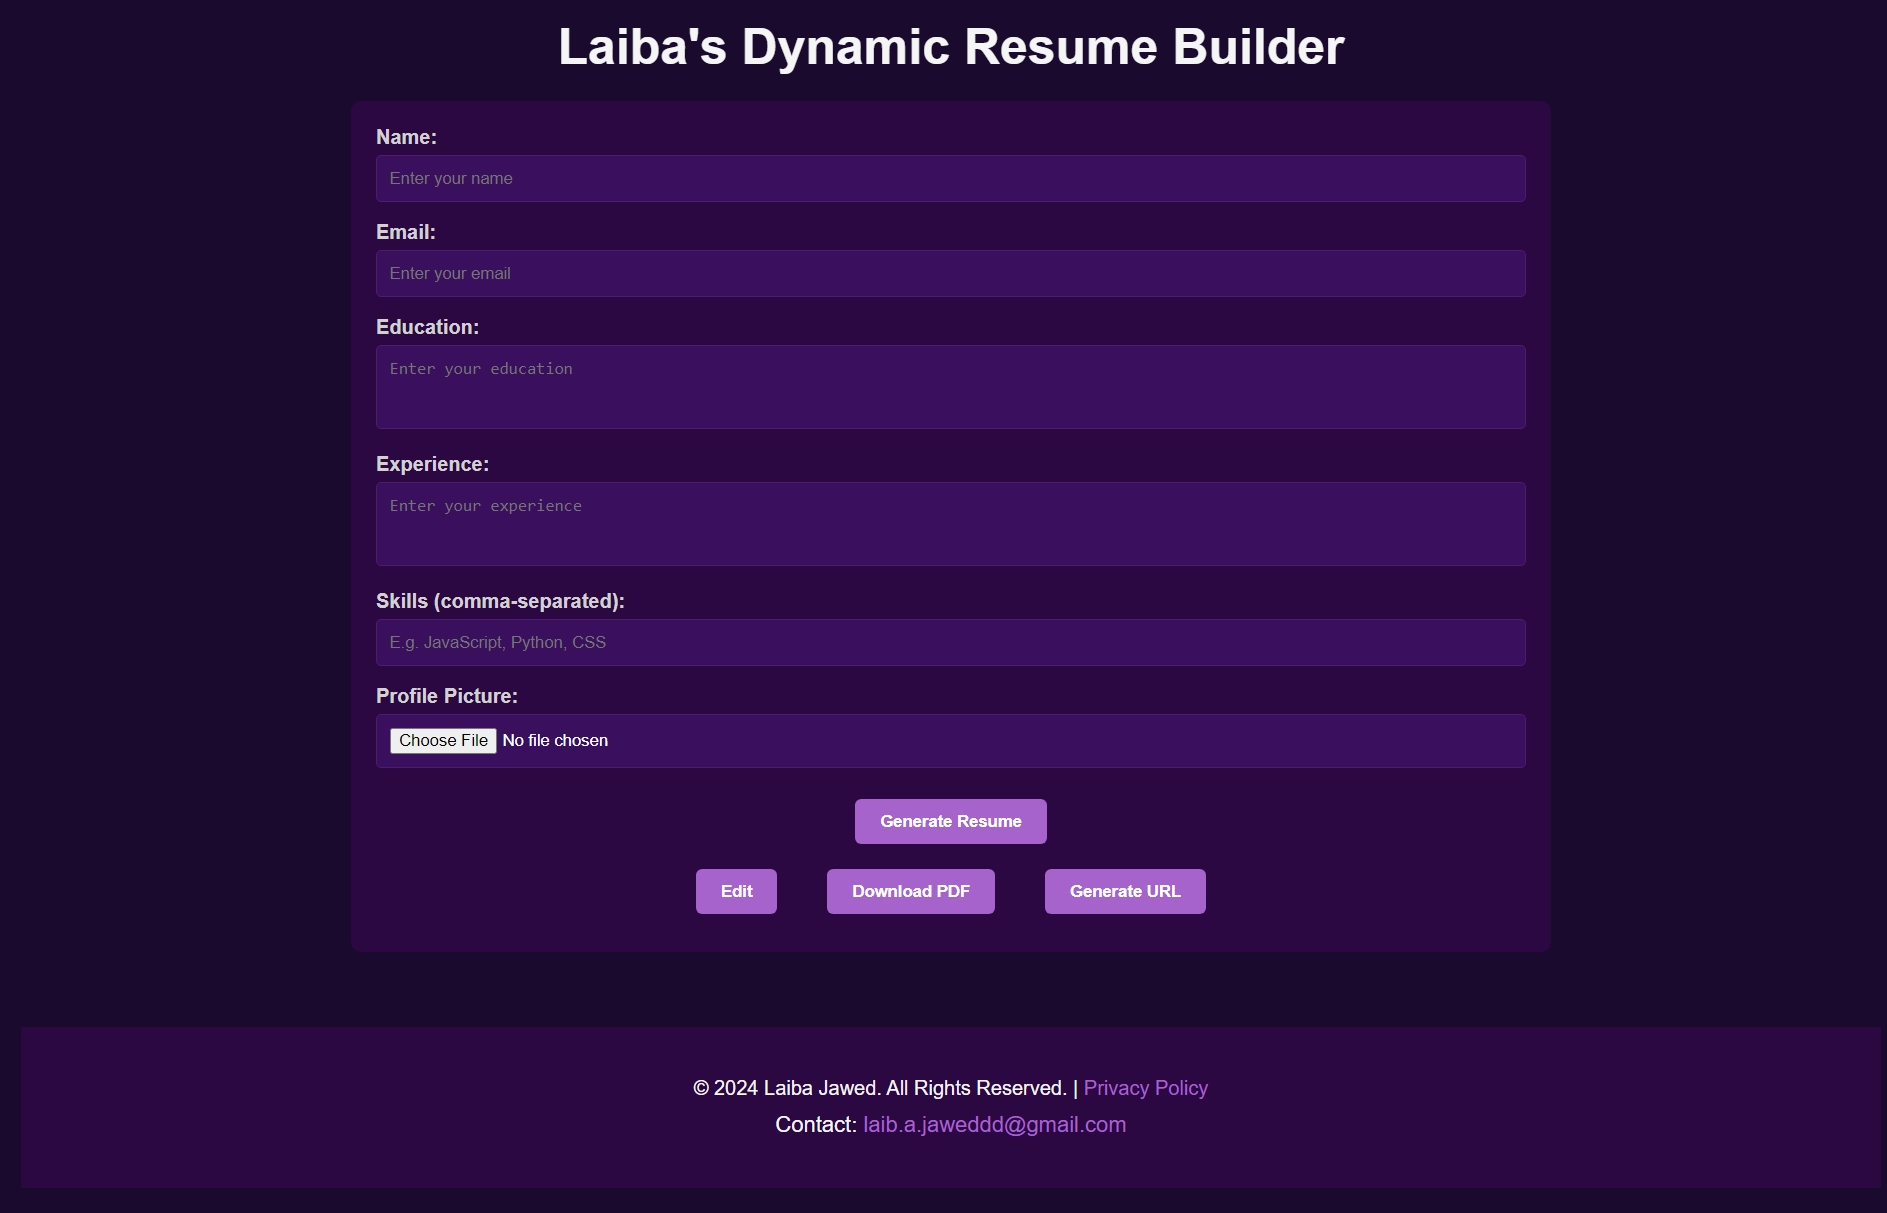 Laiba's Dynamic Resume Builder
Name:
Enter your name
Email:
Enter your email
Education:
Enter your education
Experience:
Enter your experience
Skills (comma-separated):
E.g. JavaScript, Python, CSS
Profile Picture:
Choose File No file chosen
Generate Resume
Edit Download PDF Generate URL
© 2024 Laiba Jawed. All Rights Reserved. | Privacy Policy
Contact: laib.a.jaweddd@gmail.com